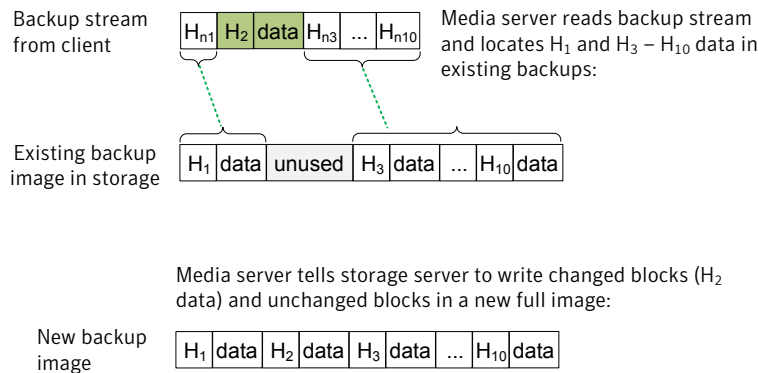 Backup stream
from client
Hn1 H2 data Hn3 ... Hn10
Media server reads backup stream
and locates H1 and H3 – H10 data in
existing backups:
Existing backup
image in storage
H1 data unused H3 data ... H10 data
Media server tells storage server to write changed blocks (H2
data) and unchanged blocks in a new full image:
New backup
image
H1 data H2 data H3 data ... H10 data